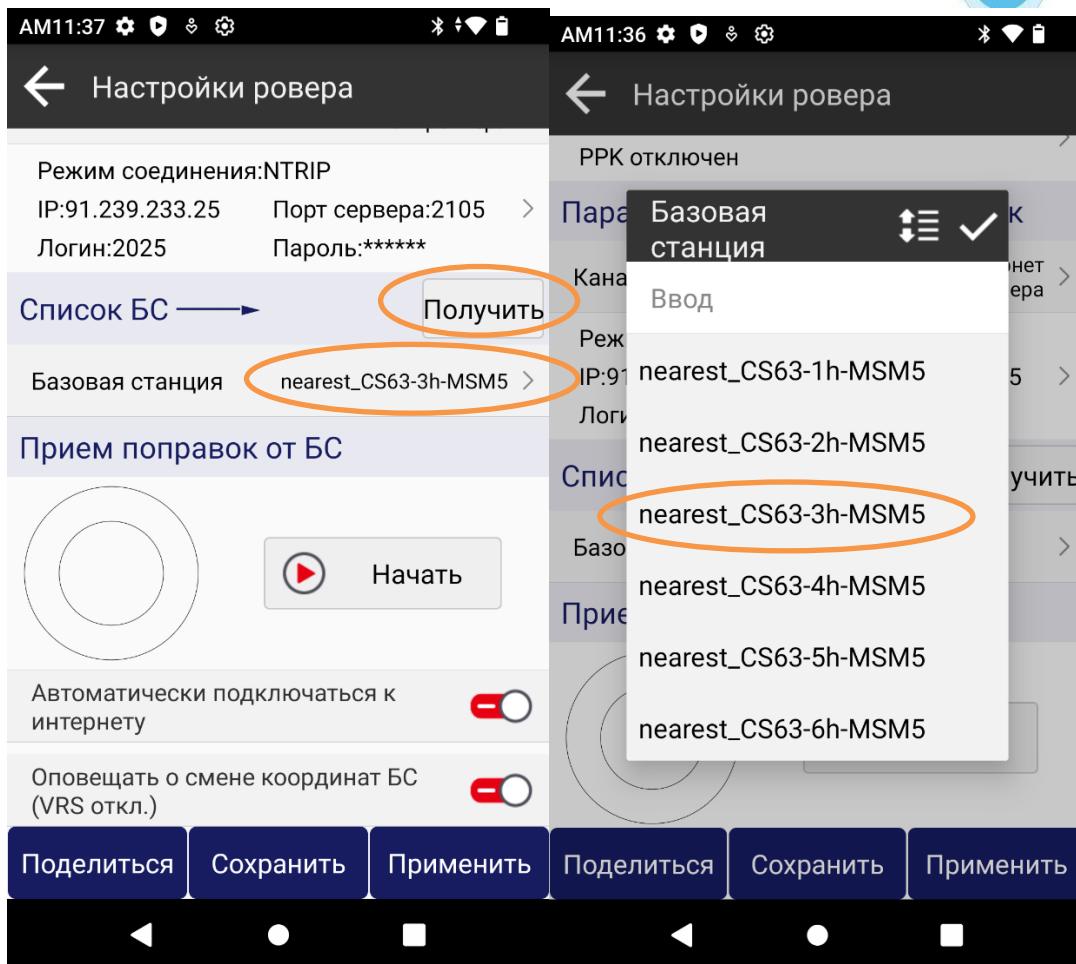 AM11:37
Настройки ровера
Режим соединения:NTRIP
IP:91.239.233.25 Порт сервера:2105
Логин:2025 Пароль:******
Список БС Получить
Базовая станция nearest_CS63-3h-MSM5
Прием поправок от БС
Начать
Автоматически подключаться к
интернету
Оповещать о смене координат БС
(VRS откл.)
Поделиться Сохранить Применить
AM11:36
Настройки ровера
PPK отключен
Пара к
Базовая
станция
Кана рнет
ера
Ввод
Реж
IP:91 5
Логи
nearest_CS63-1h-MSM5
nearest_CS63-2h-MSM5
Спис учить
nearest_CS63-3h-MSM5
Базо
nearest_CS63-4h-MSM5
Прие
nearest_CS63-5h-MSM5
nearest_CS63-6h-MSM5
Поделиться Сохранить Применить